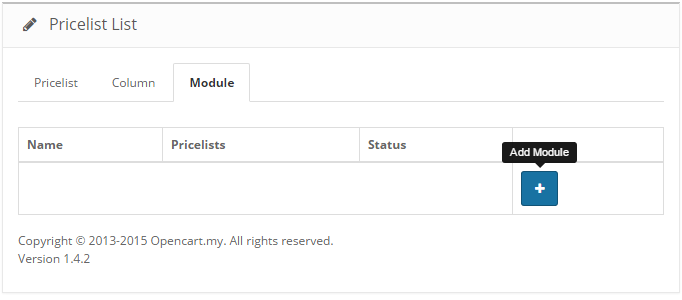 Pricelist List
Pricelist Column Module
Name Pricelists Status
Add Module
Copyright © 2013-2015 Opencart.my. All rights reserved.
Version 1.4.2